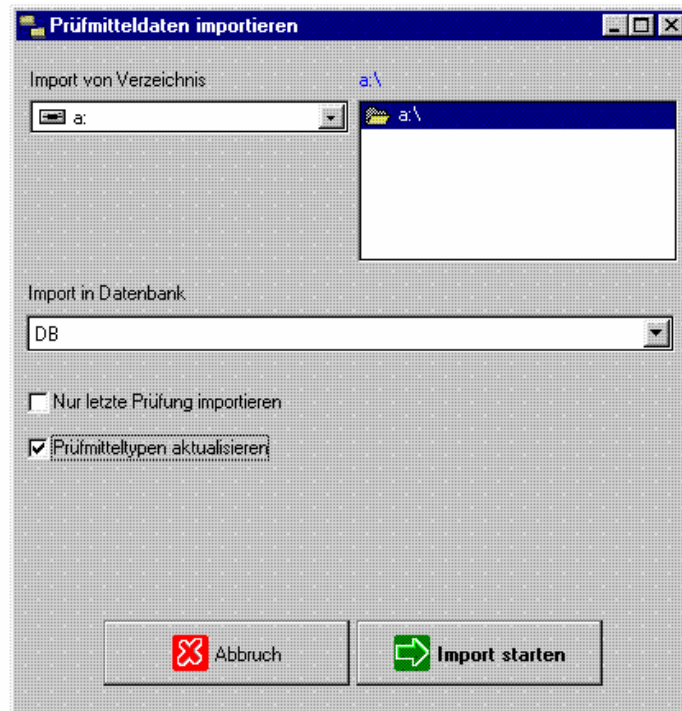 Prüfmitteldaten importieren
Import von Verzeichnis
a:\
a:
a:\
Import in Datenbank
DB
Nur letzte Prüfung importieren
Prüfmitteltypen aktualisieren
Abbruch
Import starten